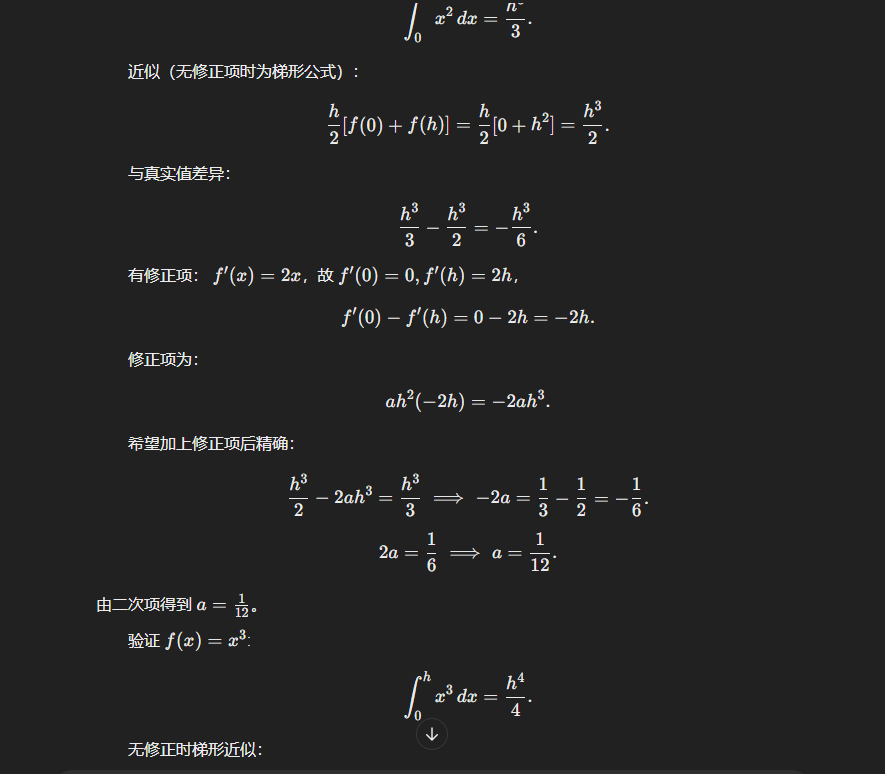 ∫₀ x² dx = h³/3.
近似（无修正项时为梯形公式）:
h/2[f(0) + f(h)] = h/2[0 + h²] = h³/2.
与真实值差异:
h³/3 − h³/2 = −h³/6.
有修正项: f′(x) = 2x, 故 f′(0) = 0, f′(h) = 2h,
f′(0) − f′(h) = 0 − 2h = −2h.
修正项为:
ah²(−2h) = −2ah³.
希望加上修正项后精确:
h³/2 − 2ah³ = h³/3 ⟹ −2a = 1/3 − 1/2 = −1/6.
2a = 1/6 ⟹ a = 1/12.
由二次项得到 a = 1/12。
验证 f(x) = x³:
∫₀ʰ x³ dx = h⁴/4.
无修正时梯形近似: